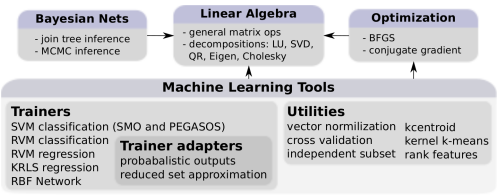 Bayesian Nets
- join tree inference
- MCMC inference
Linear Algebra
- general matrix ops
- decompositions: LU, SVD,
QR, Eigen, Cholesky
Optimization
- BFGS
- conjugate gradient
Machine Learning Tools
Trainers
SVM classification (SMO and PEGASOS)
RVM classification
RVM regression
KRLS regression
RBF Network
Trainer adapters
probabalistic outputs
reduced set approximation
Utilities
vector normilization
cross validation
independent subset
kcentroid
kernel k-means
rank features